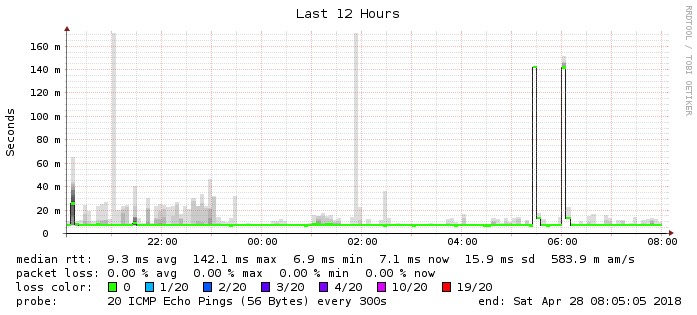 Last 12 Hours
RRDTOOL / TOBI OETIKER
Seconds
160 m
140 m
120 m
100 m
80 m
60 m
40 m
20 m
0
22:00 00:00 02:00 04:00 06:00 08:00
median rtt: 9.3 ms avg 142.1 ms max 6.9 ms min 7.1 ms now 15.9 ms sd 583.9 m am/s
packet loss: 0.00 % avg 0.00 % max 0.00 % min 0.00 % now
loss color: 0 1/20 2/20 3/20 4/20 10/20 19/20
probe: 20 ICMP Echo Pings (56 Bytes) every 300s end: Sat Apr 28 08:05:05 2018